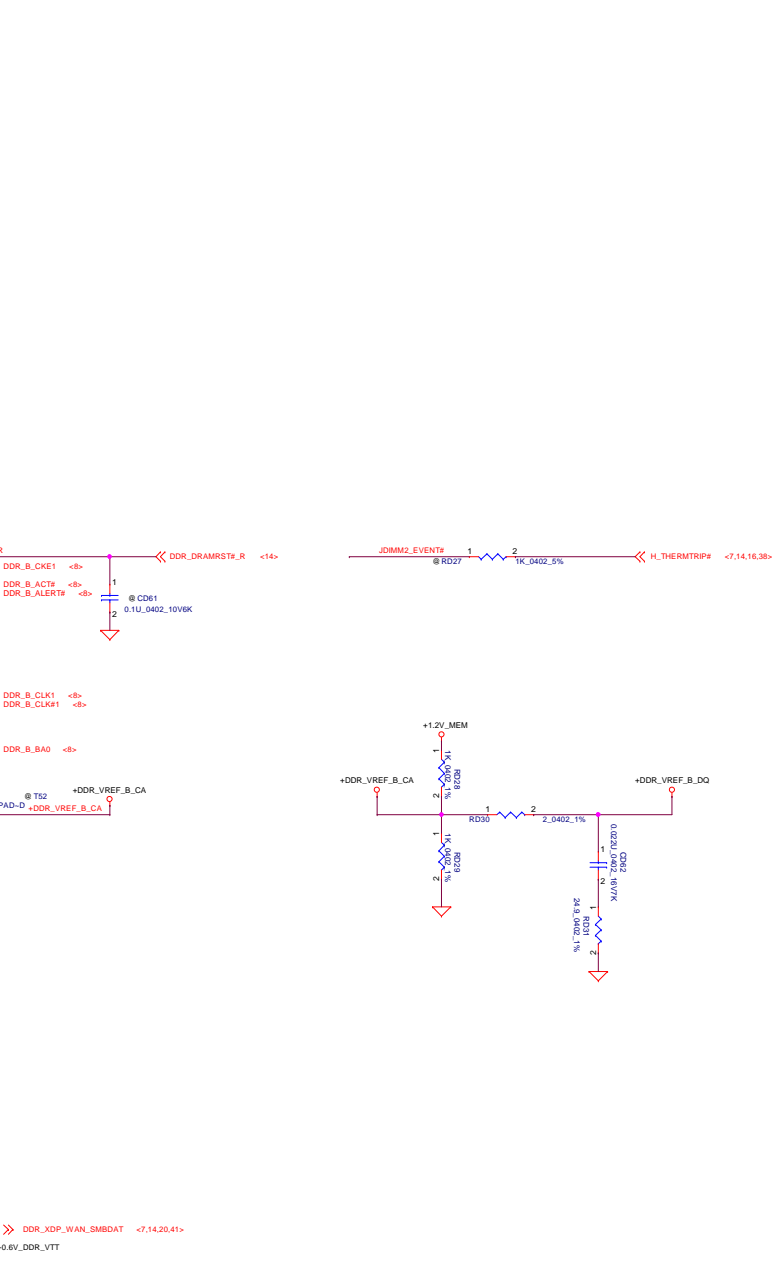 R
DDR_DRAMRST#_R <14>
JDIMM2_EVENT# 1 2 H_THERMTRIP# <7,14,16,38>
@ RD27 1K_0402_5%
DDR_B_CKE1 <8>
DDR_B_ACT# <8>
DDR_B_ALERT# <8>
1
@ CD61
0.1U_0402_10V6K
2
DDR_B_CLK1 <8>
DDR_B_CLK#1 <8>
+1.2V_MEM
DDR_B_BA0 <8>
1
RD28
1K_0402_1%
2
+DDR_VREF_B_CA
+DDR_VREF_B_DQ
+DDR_VREF_B_CA
@ T52
PAD~D +DDR_VREF_B_CA
1 2
RD30 2_0402_1%
1
RD29
1K_0402_1%
2
1
CD62
0.022U_0402_16V7K
2
1
RD31
24.9_0402_1%
2
DDR_XDP_WAN_SMBDAT <7,14,20,41>
0.6V_DDR_VTT